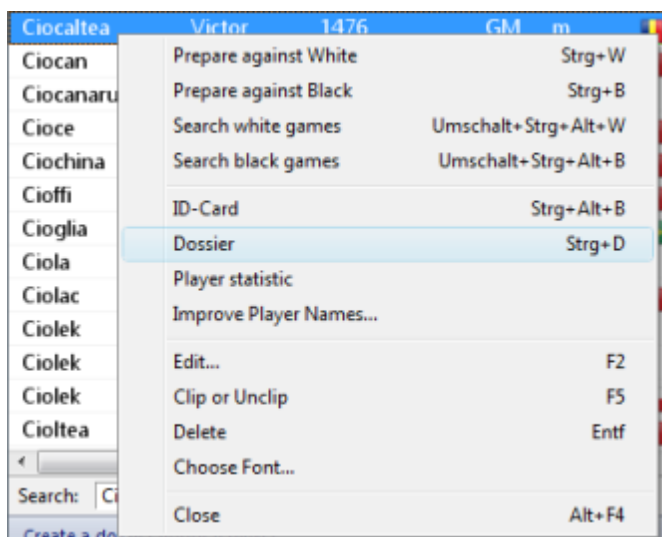 Ciocaltea Victor 1476 GM m
Ciocan Prepare against White Strg+W
Ciocanaru Prepare against Black Strg+B
Cioce Search white games Umschalt+Strg+Alt+W
Ciochina Search black games Umschalt+Strg+Alt+B
Cioffi
Cioglia ID-Card Strg+Alt+B
Ciola Dossier Strg+D
Ciolac Player statistic
Ciolek Improve Player Names...
Ciolek Edit... F2
Ciolek Clip or Unclip F5
Cioltea Delete Entf
Choose Font...
Search: Ci
Close Alt+F4
Create a do